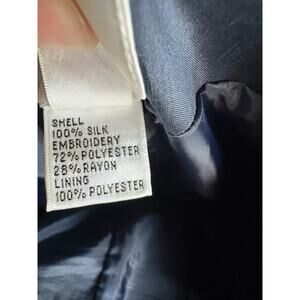 SHELL
100% SILK
EMBROIDERY
72% POLYESTER
28% RAYON
LINING
100% POLYESTER